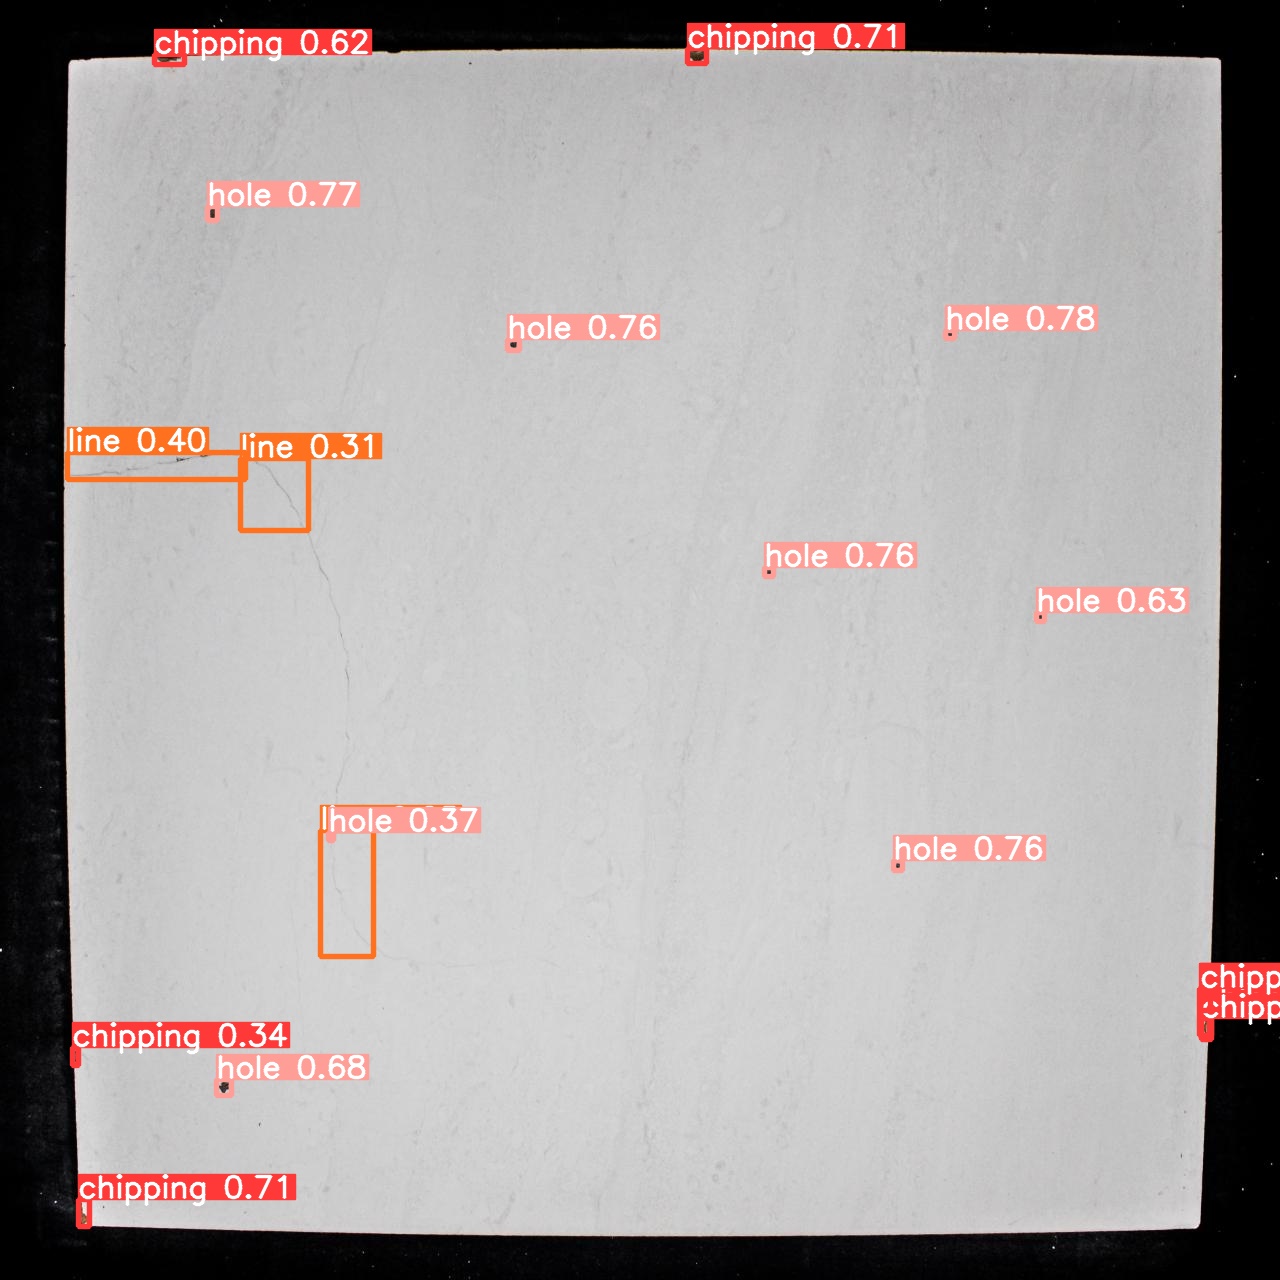 chipping 0.62
chipping 0.71
hole 0.77
hole 0.76
hole 0.78
line 0.40
line 0.31
hole 0.76
hole 0.63
hole 0.37
hole 0.76
chipp
chipp
chipping 0.34
hole 0.68
chipping 0.71